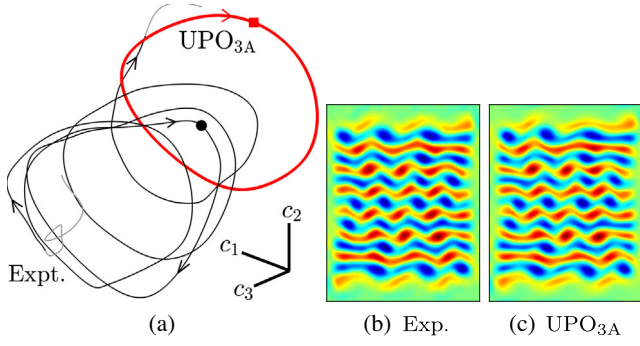 UPO3A
c2
c1
c3
Expt.
(a)
(b) Exp.
(c) UPO3A